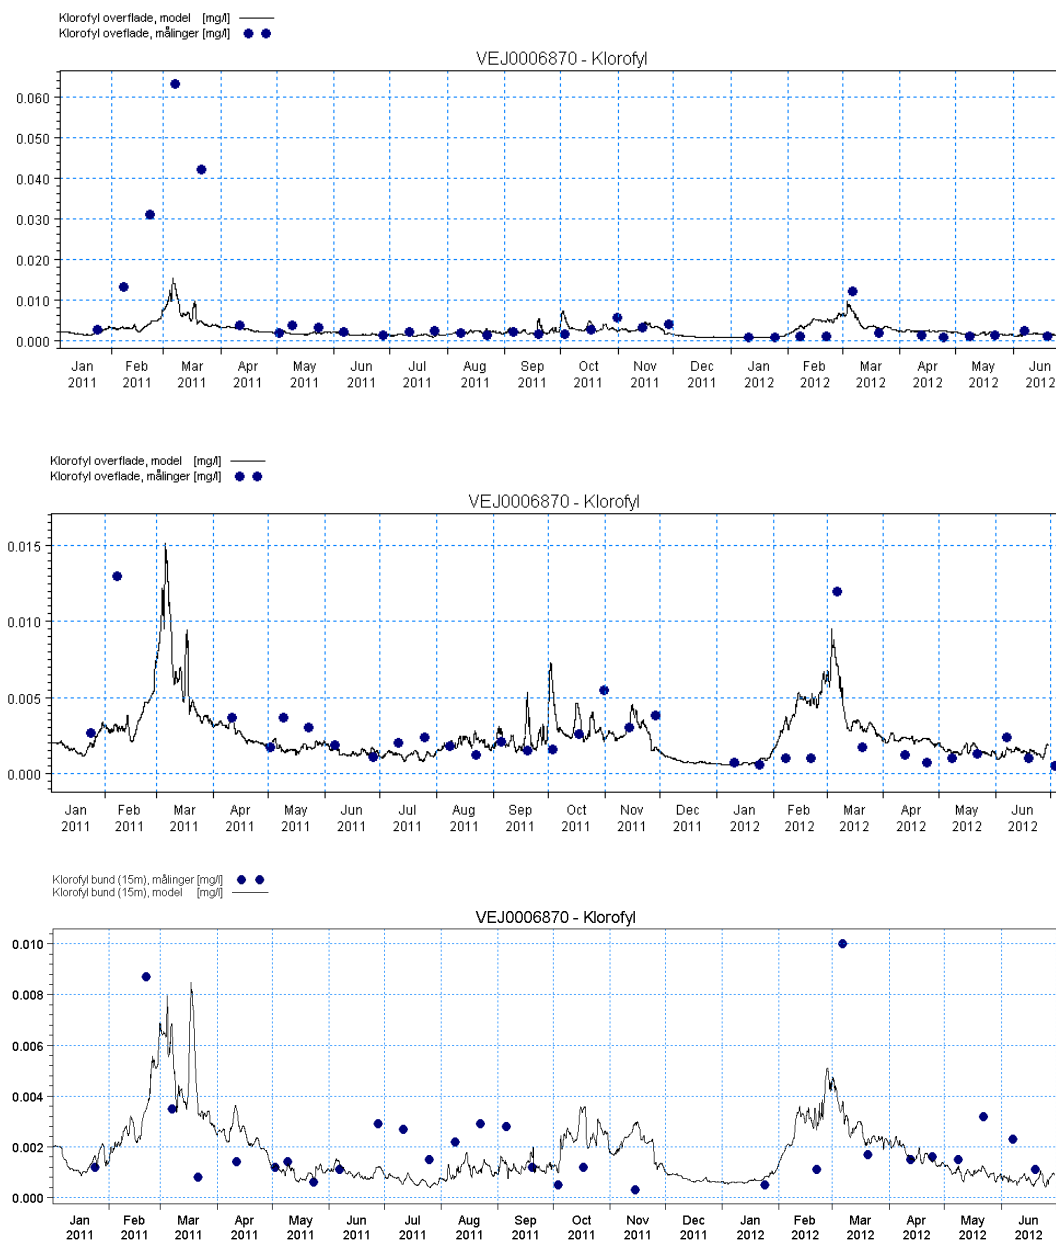 Klorofyl overflade, model [mg/l]
Klorofyl oveflade, målinger [mg/l]
VEJ0006870 - Klorofyl
0.060
0.050
0.040
0.030
0.020
0.010
0.000
Jan Feb Mar Apr May Jun Jul Aug Sep Oct Nov Dec Jan Feb Mar Apr May Jun
2011 2011 2011 2011 2011 2011 2011 2011 2011 2011 2011 2011 2012 2012 2012 2012 2012 2012
Klorofyl overflade, model [mg/l]
Klorofyl oveflade, målinger [mg/l]
VEJ0006870 - Klorofyl
0.015
0.010
0.005
0.000
Jan Feb Mar Apr May Jun Jul Aug Sep Oct Nov Dec Jan Feb Mar Apr May Jun
2011 2011 2011 2011 2011 2011 2011 2011 2011 2011 2011 2011 2012 2012 2012 2012 2012 2012
Klorofyl bund (15m), målinger [mg/l]
Klorofyl bund (15m), model [mg/l]
VEJ0006870 - Klorofyl
0.010
0.008
0.006
0.004
0.002
0.000
Jan Feb Mar Apr May Jun Jul Aug Sep Oct Nov Dec Jan Feb Mar Apr May Jun
2011 2011 2011 2011 2011 2011 2011 2011 2011 2011 2011 2011 2012 2012 2012 2012 2012 2012